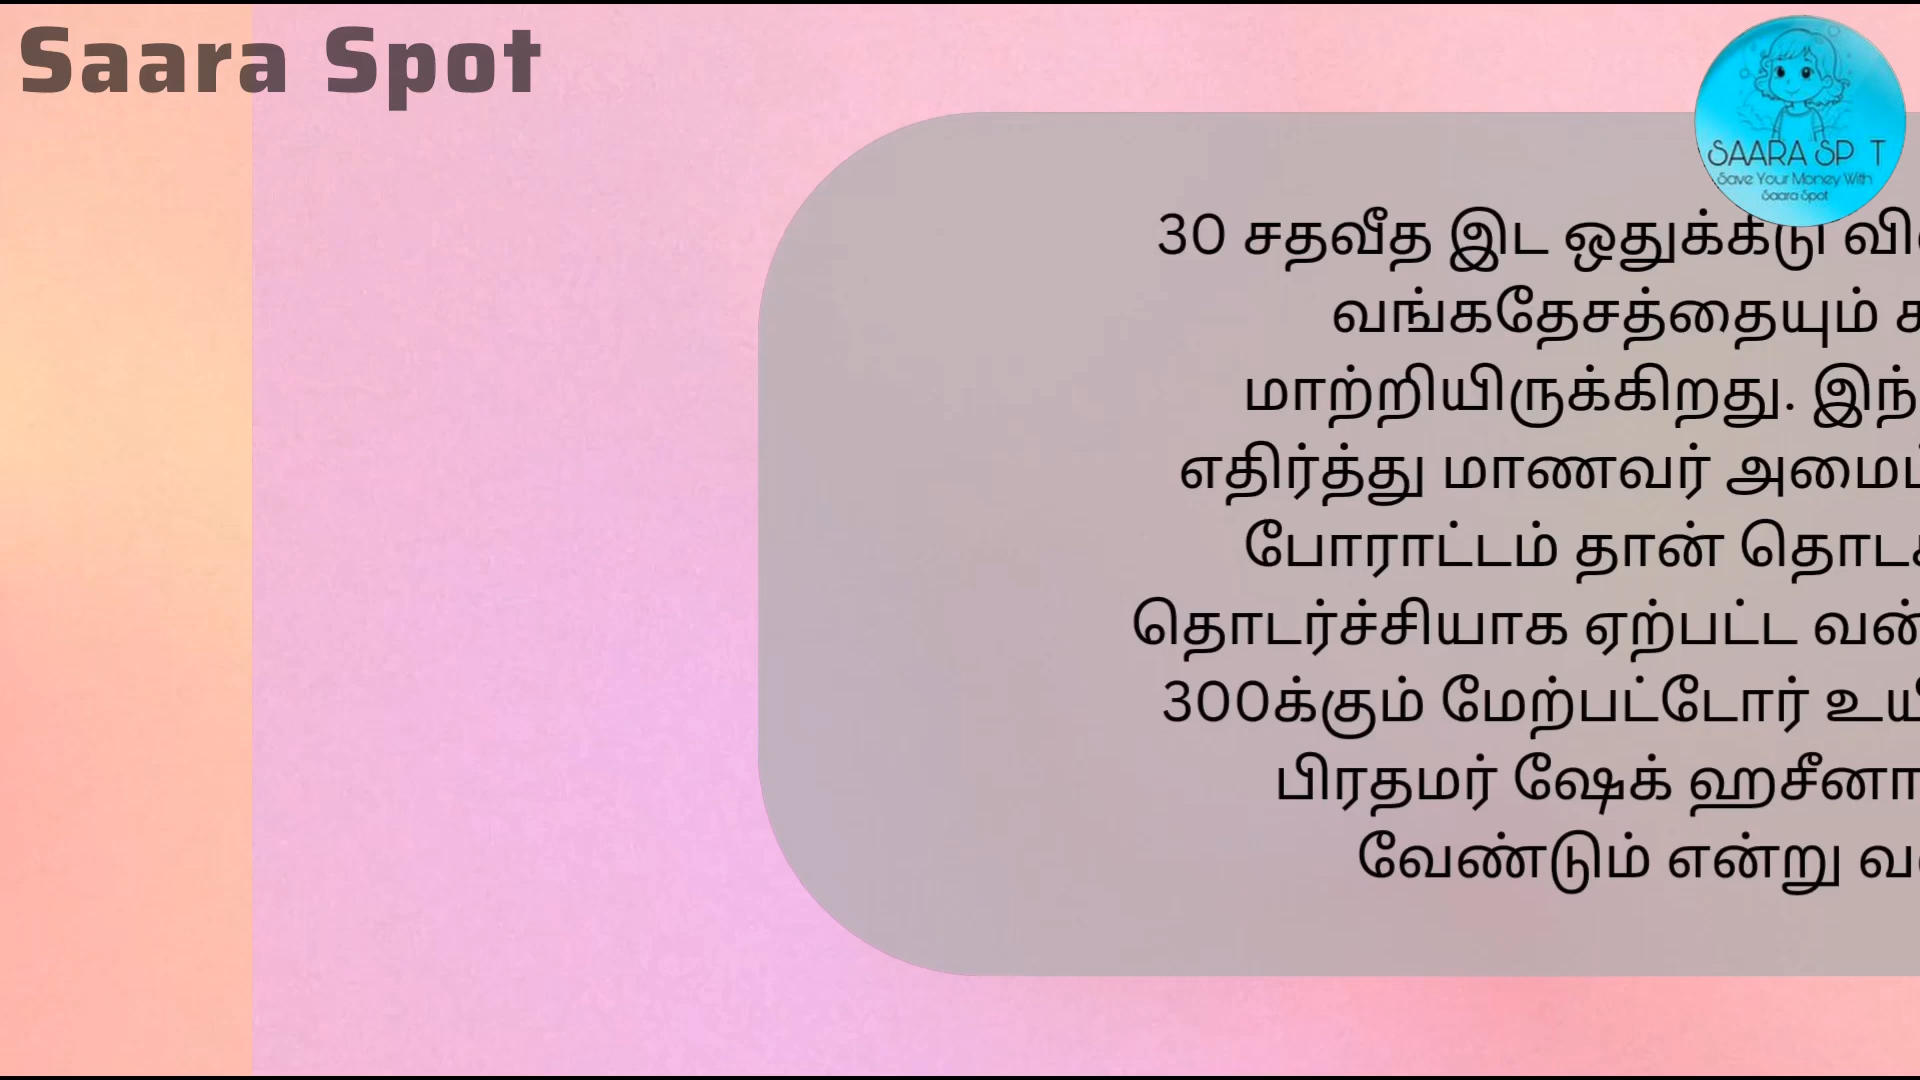 Saara Spot
SAARA SP T
Save Your Money With
Saara Spot
30 சதவீத இட ஒதுக்கீடு
வங்கதேசத்தையும்
மாற்றியிருக்கிறது.
எதிர்த்து மாணவர்
போராட்டம் தான்
தொடர்ச்சியாக ஏற்பட்ட
300க்கும் மேற்பட்டோர்
பிரதமர் ஷேக் ஹசீனா
வேண்டும் என்று